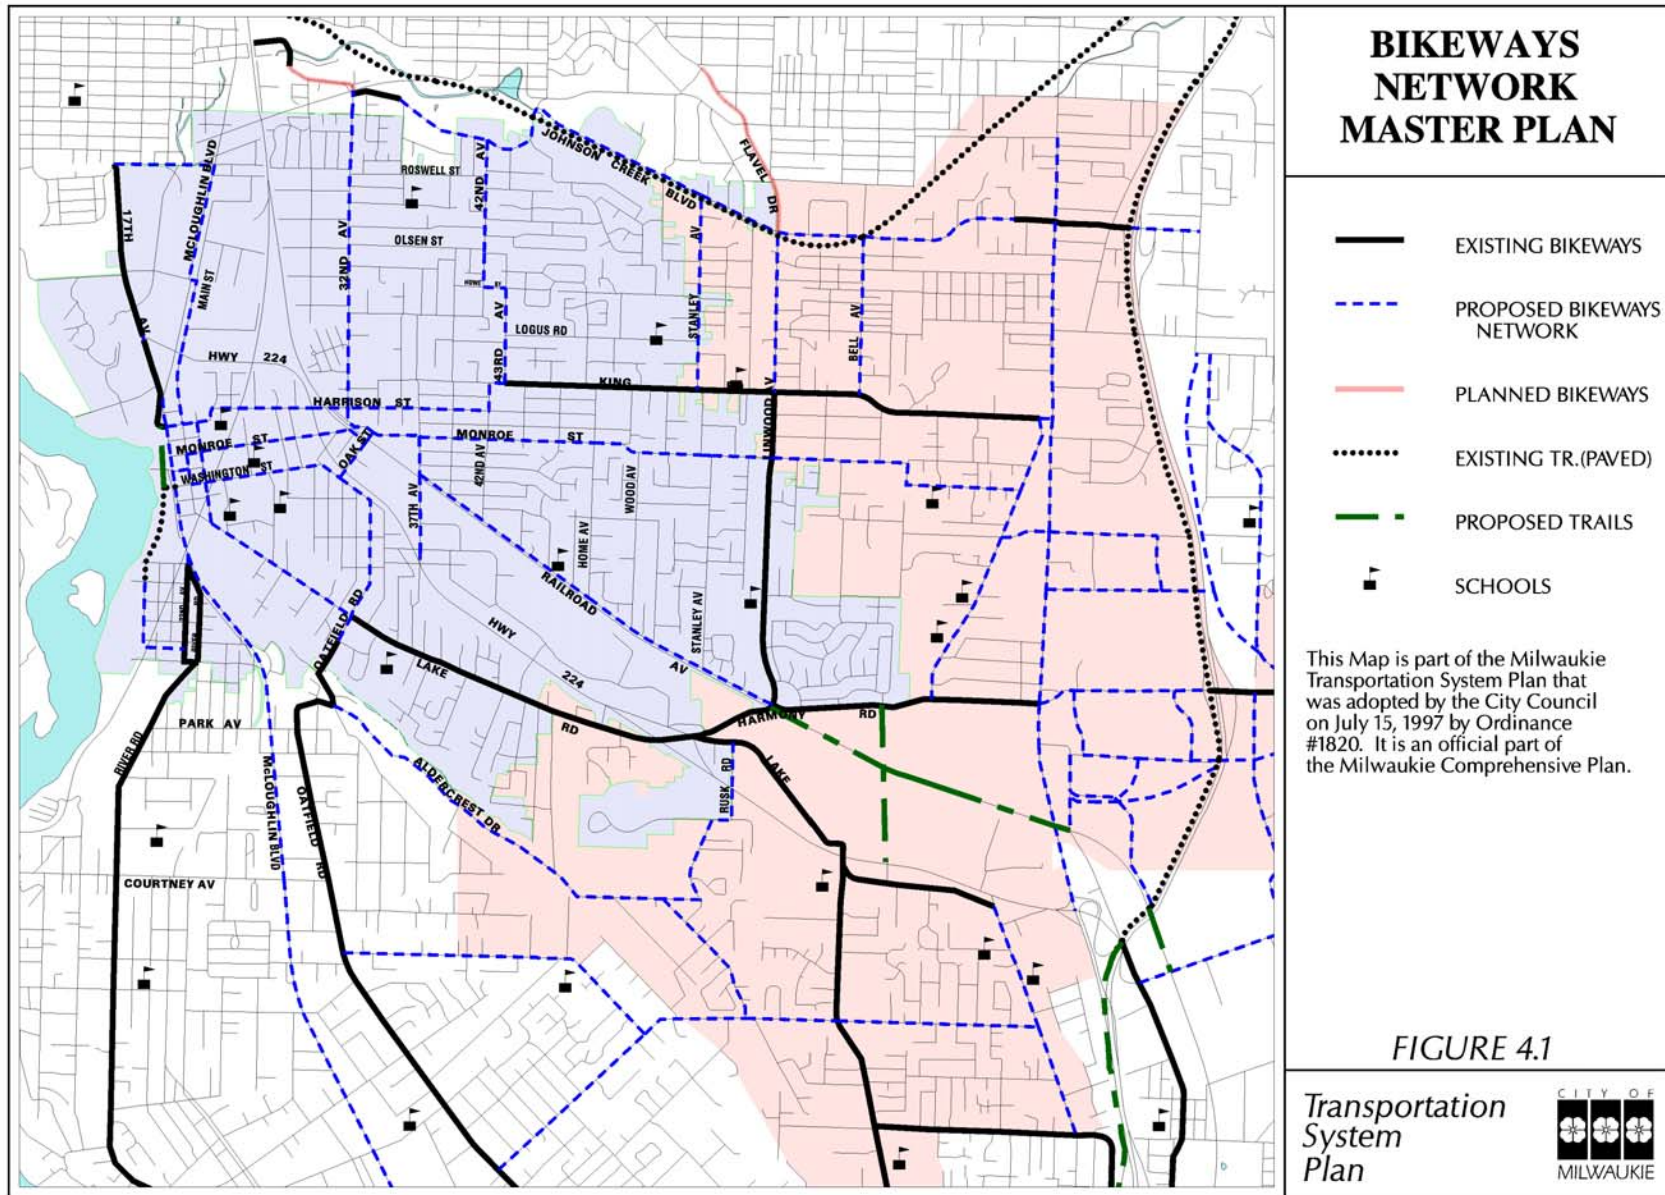 BIKEWAYS
NETWORK
MASTER PLAN
EXISTING BIKEWAYS
PROPOSED BIKEWAYS
NETWORK
PLANNED BIKEWAYS
EXISTING TR.(PAVED)
PROPOSED TRAILS
SCHOOLS
This Map is part of the Milwaukie
Transportation System Plan that
was adopted by the City Council
on July 15, 1997 by Ordinance
#1820. It is an official part of
the Milwaukie Comprehensive Plan.
FIGURE 4.1
Transportation
System
Plan
CITY OF
MILWAUKIE
JOHNSON CREEK BLVD
FLAVEL DR
MCLOUGHLIN BLVD
ROSWELL ST
42ND AV
17TH AV
32ND AV
OLSEN ST
MAIN ST
HOWE ST
STANLEY AV
BELL AV
LOGUS RD
43RD AV
HWY 224
KING
LINWOOD AV
HARRISON ST
MONROE ST
MONROE ST
OAK ST
WASHINGTON ST
42ND AV
37TH AV
WOOD AV
HOME AV
RAILROAD AV
STANLEY AV
HWY 224
OATFIELD RD
LAKE RD
HARMONY RD
PARK AV
RIVER RD
McLOUGHLIN BLVD
OATFIELD RD
ALDERCREST DR
RUSK RD
LAKE
COURTNEY AV